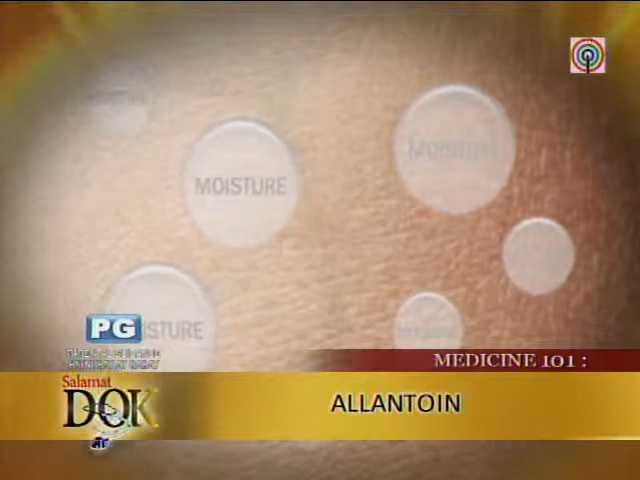 MOISTURE
MOISTURE
ISTURE
PG
MEDICINE 101 :
Salamat
DOK
ALLANTOIN